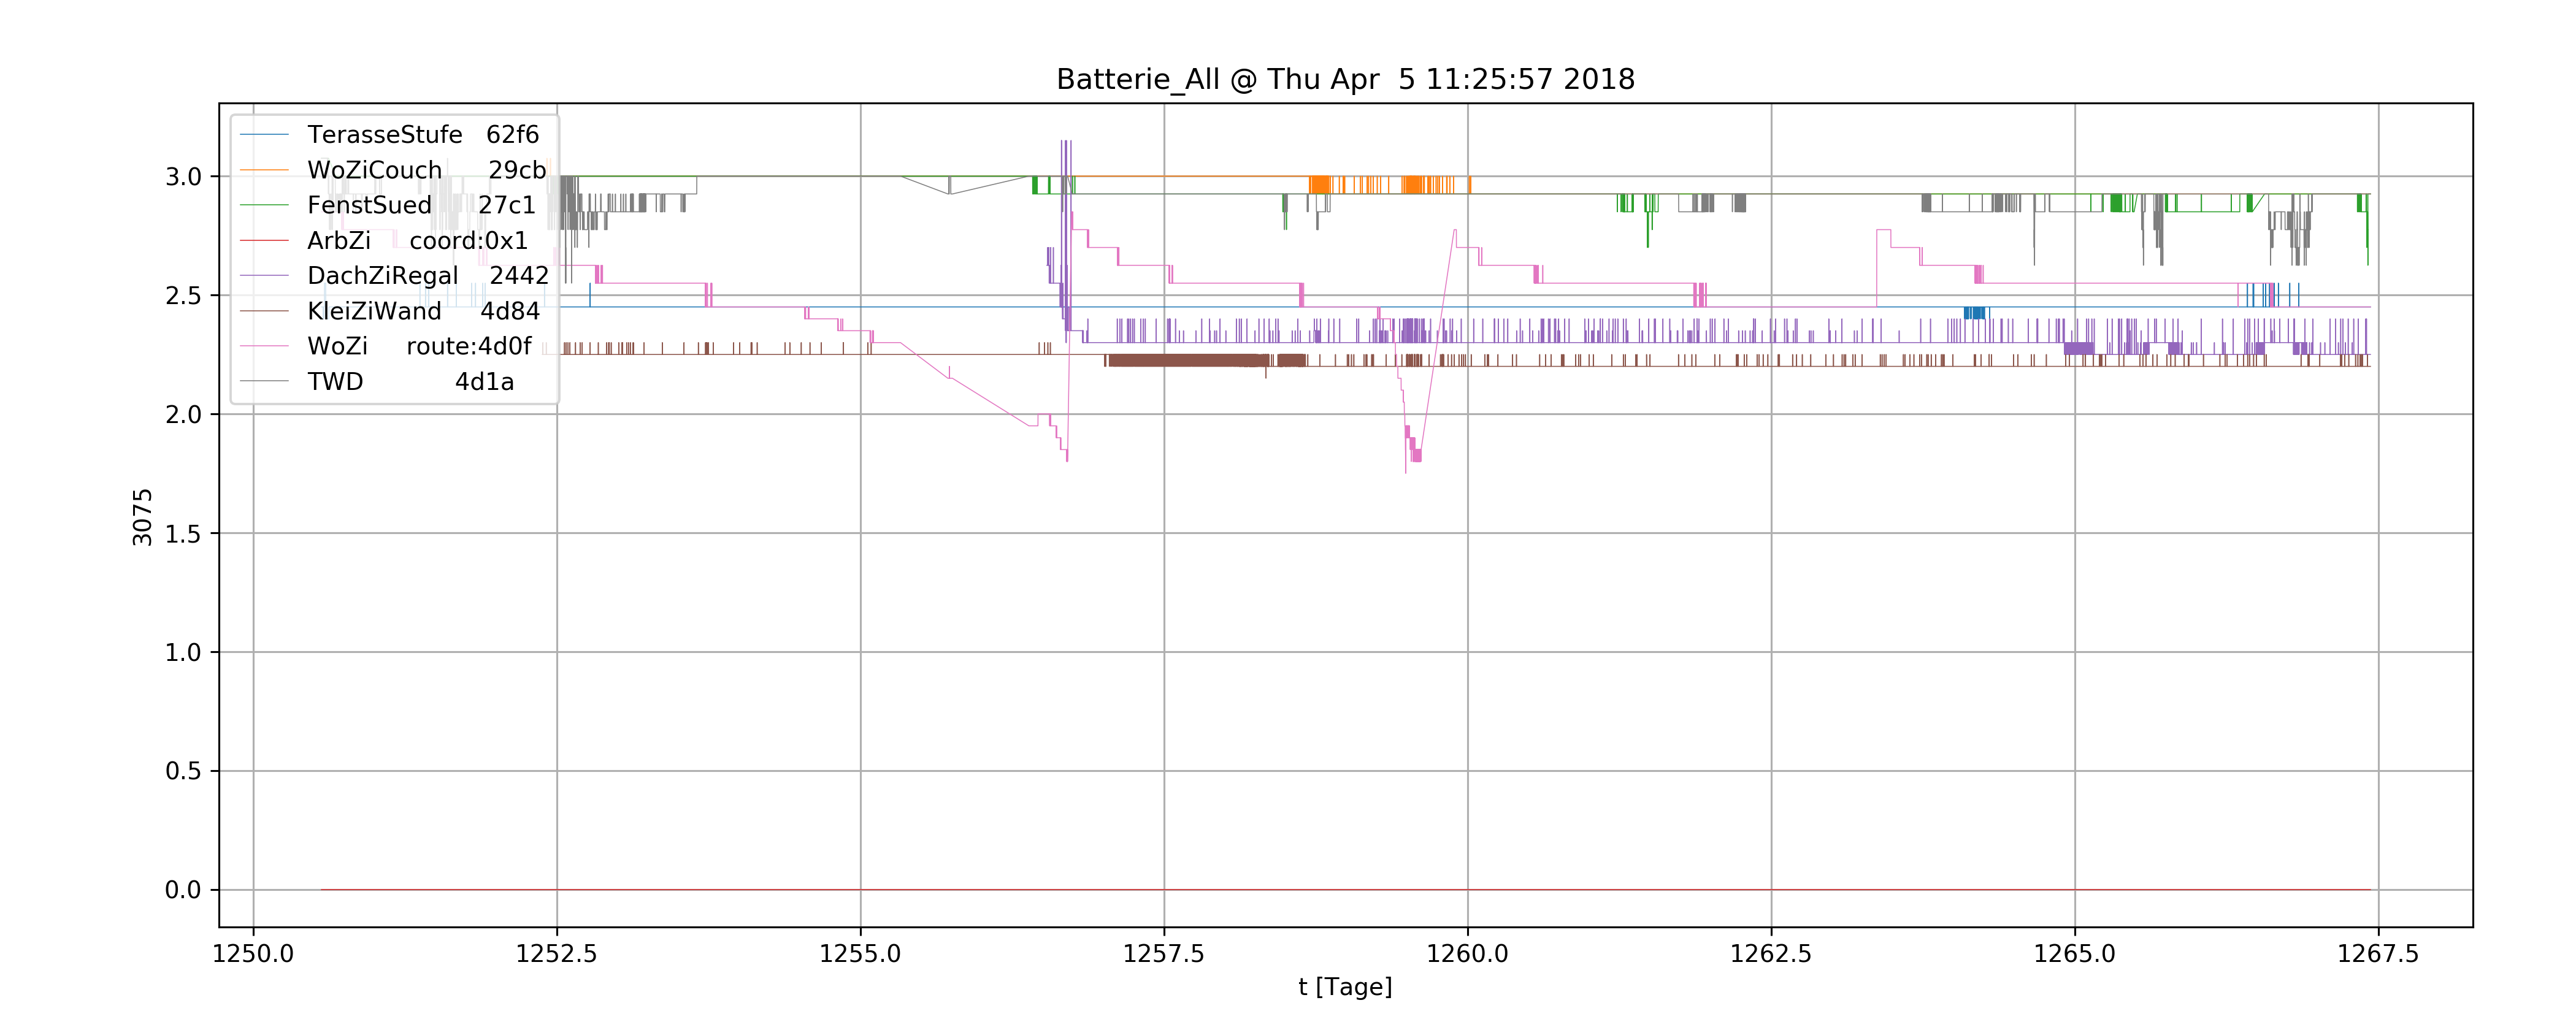 Batterie_All @ Thu Apr  5 11:25:57 2018
TerasseStufe 62f6
WoZiCouch 29cb
FenstSued 27c1
ArbZi coord:0x1
DachZiRegal 2442
KleiZiWand 4d84
WoZi route:4d0f
TWD 4d1a
3.0
2.5
2.0
1.5
1.0
0.5
0.0
3075
1250.0 1252.5 1255.0 1257.5 1260.0 1262.5 1265.0 1267.5
t [Tage]